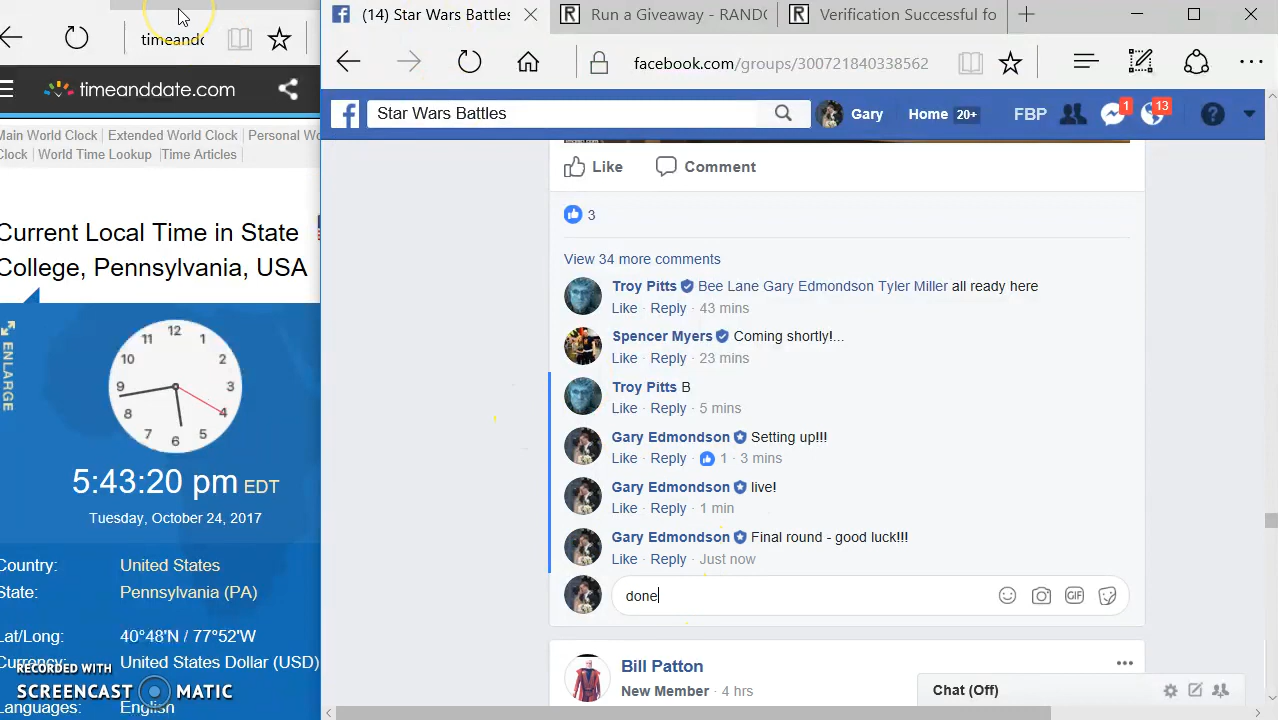 (14) Star Wars Battles
Run a Giveaway - RANDO
Verification Successful fo
timeandd
facebook.com/groups/300721840338562
timeanddate.com
Star Wars Battles
Gary
Home 20+
FBP
1
13
Main World Clock Extended World Clock Personal Wo
Clock World Time Lookup Time Articles
Current Local Time in State
College, Pennsylvania, USA
ENLARGE
12
1
2
3
4
5
6
7
8
9
10
11
5:43:20 pm EDT
Tuesday, October 24, 2017
Country: United States
State: Pennsylvania (PA)
Lat/Long: 40°48'N / 77°52'W
Currency: United States Dollar (USD)
Languages: English
RECORDED WITH
SCREENCAST MATIC
Like Comment
3
View 34 more comments
Troy Pitts Bee Lane Gary Edmondson Tyler Miller all ready here
Like · Reply · 43 mins
Spencer Myers Coming shortly!...
Like · Reply · 23 mins
Troy Pitts B
Like · Reply · 5 mins
Gary Edmondson Setting up!!!
Like · Reply · 1 · 3 mins
Gary Edmondson live!
Like · Reply · 1 min
Gary Edmondson Final round - good luck!!!
Like · Reply · Just now
done
GIF
Bill Patton
New Member · 4 hrs
Chat (Off)